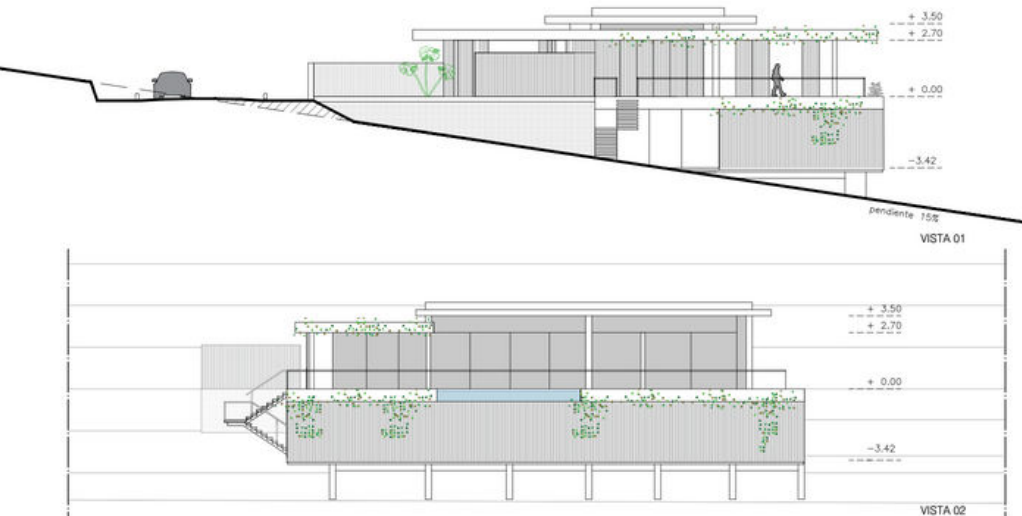 + 3.50
+ 2.70
+ 0.00
-3.42
pendiente 15%
VISTA 01
+ 3.50
+ 2.70
+ 0.00
-3.42
VISTA 02